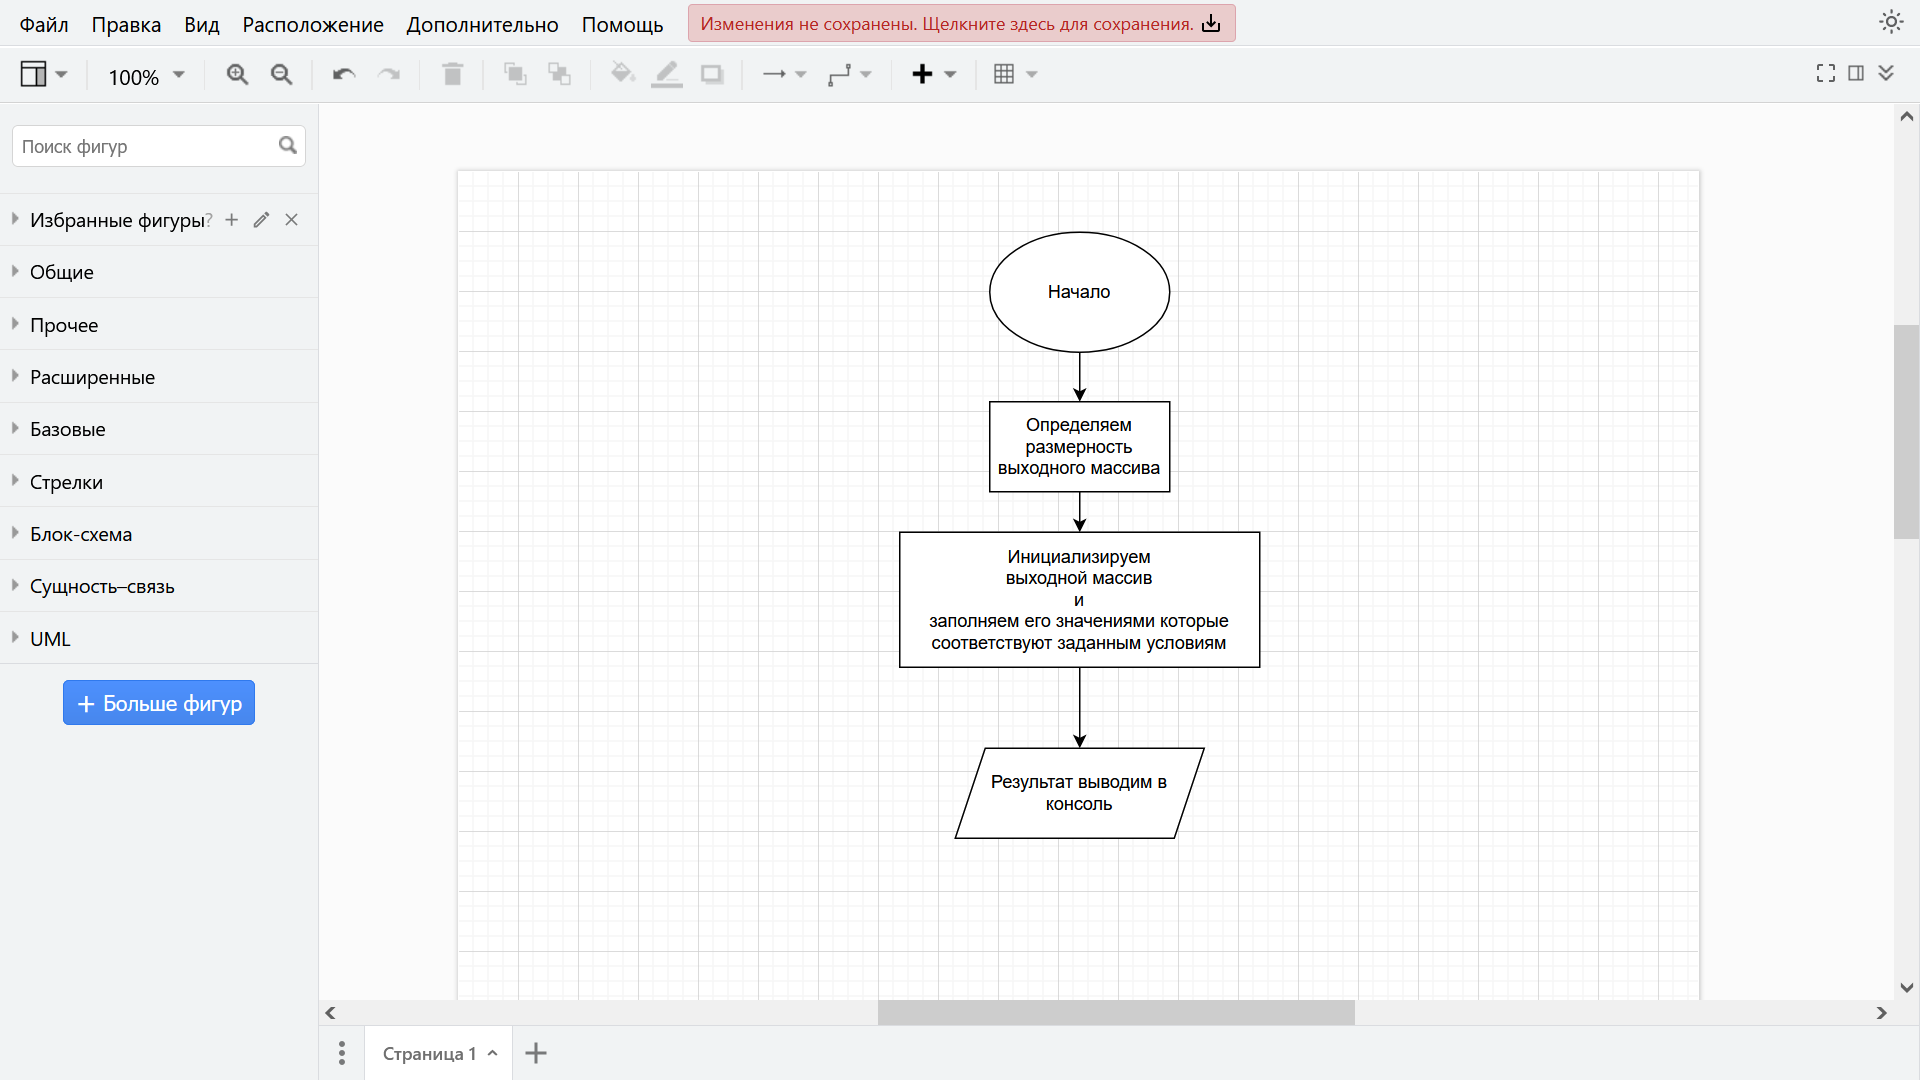 Файл Правка Вид Расположение Дополнительно Помощь Изменения не сохранены. Щелкните здесь для сохранения.
100%
Поиск фигур
Избранные фигуры?
Общие
Прочее
Расширенные
Базовые
Стрелки
Блок-схема
Сущность–связь
UML
+ Больше фигур
Начало
Определяем
размерность
выходного массива
Инициализируем
выходной массив
и
заполняем его значениями которые
соответствуют заданным условиям
Результат выводим в
консоль
Страница 1